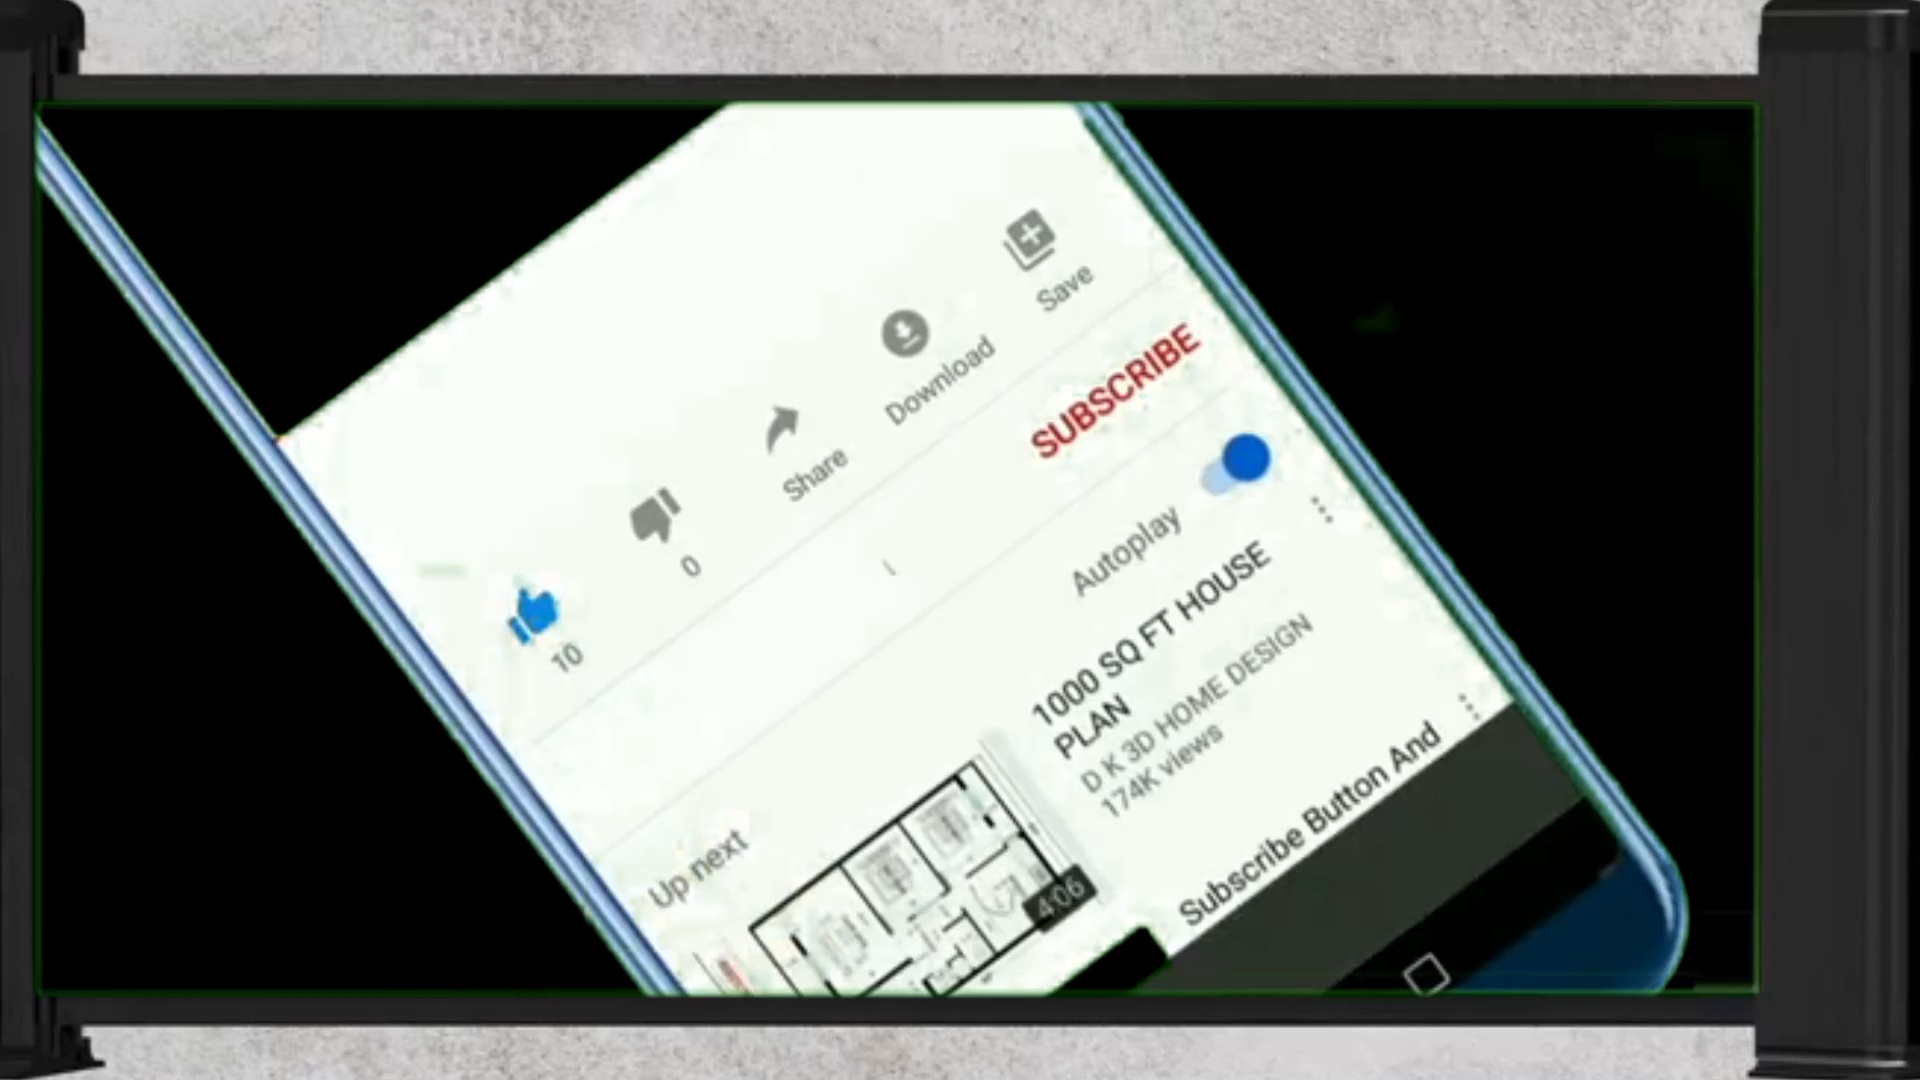 Save
Download
Share
0
10
SUBSCRIBE
Autoplay
Up next
1000 SQ FT HOUSE
PLAN
D K 3D HOME DESIGN
174K views
4:06
Subscribe Button And